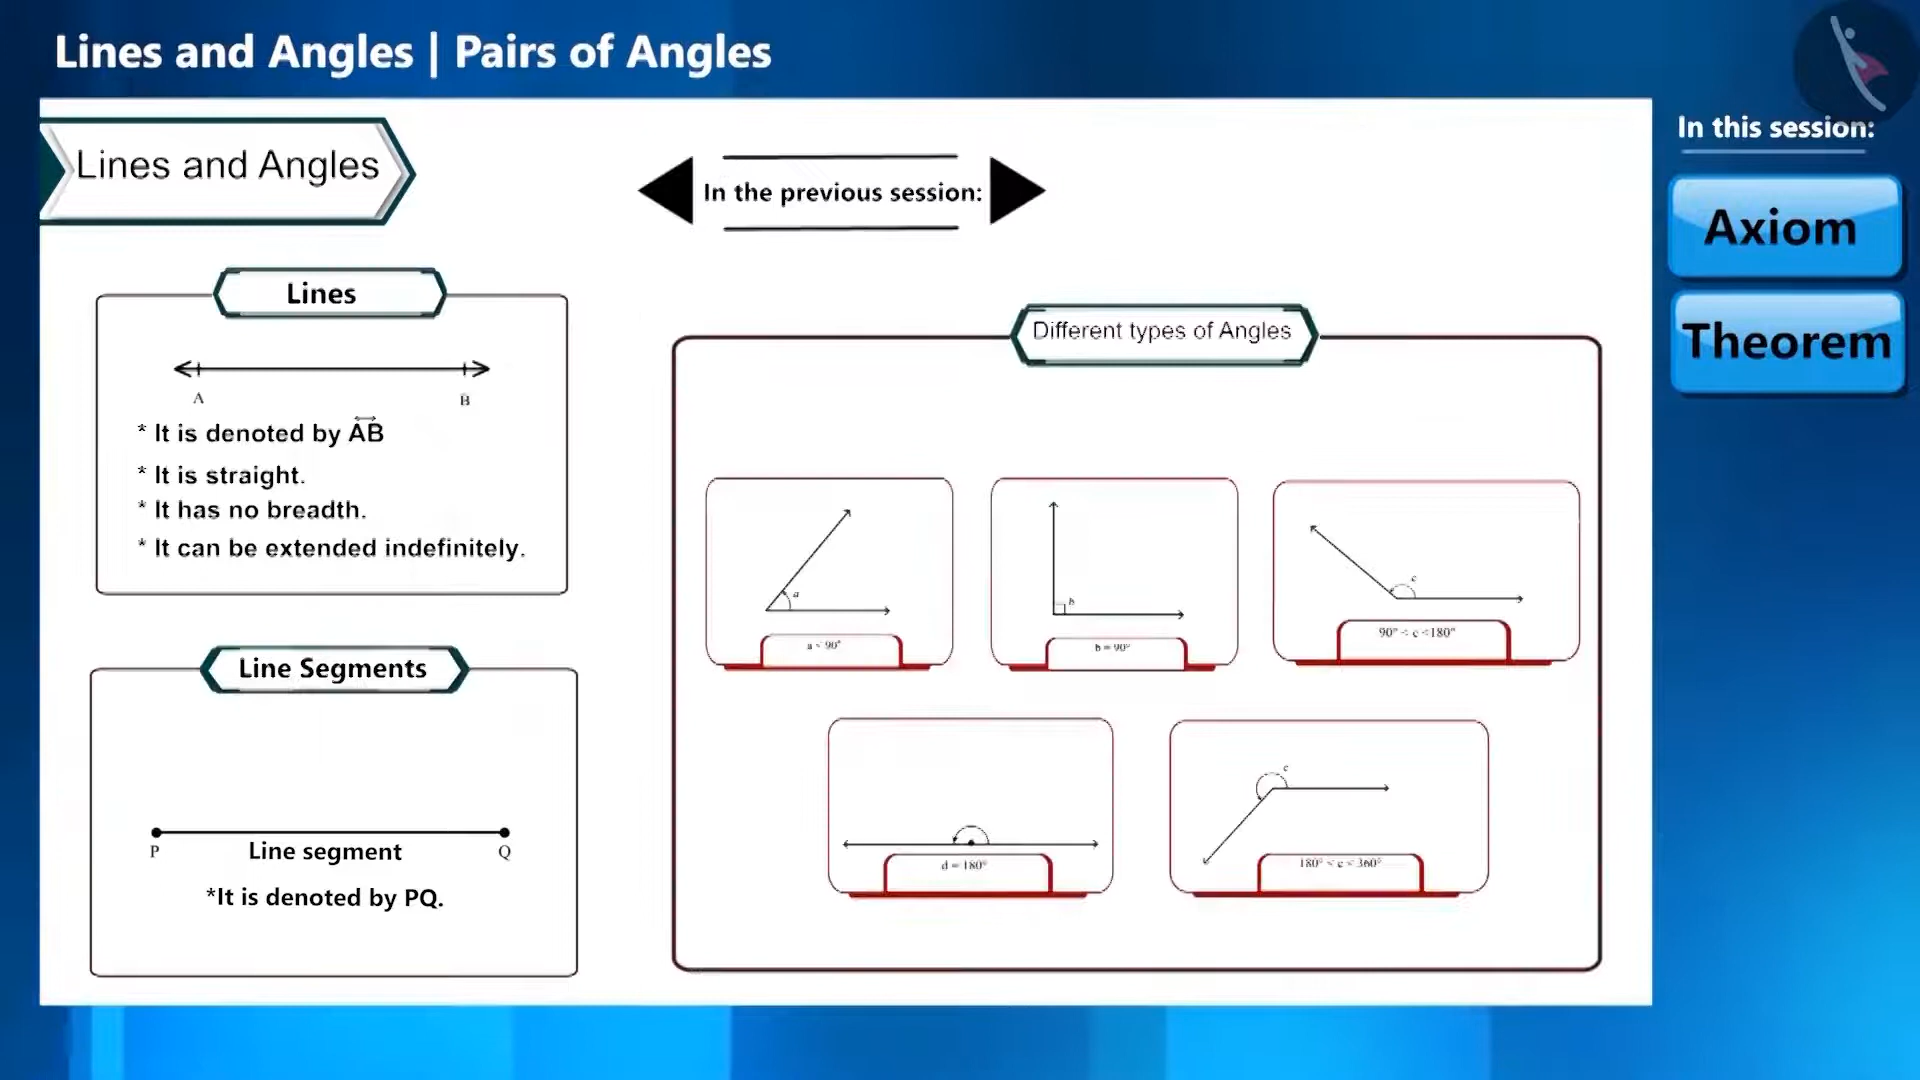 Lines and Angles | Pairs of Angles
In this session:
Axiom
Theorem
Lines and Angles
In the previous session:
Lines
A B
* It is denoted by AB
* It is straight.
* It has no breadth.
* It can be extended indefinitely.
Line Segments
P Q
Line segment
*It is denoted by PQ.
Different types of Angles
a
a < 90°
b
b = 90°
c
90° < c <180°
d = 180°
c
180° < c < 360°